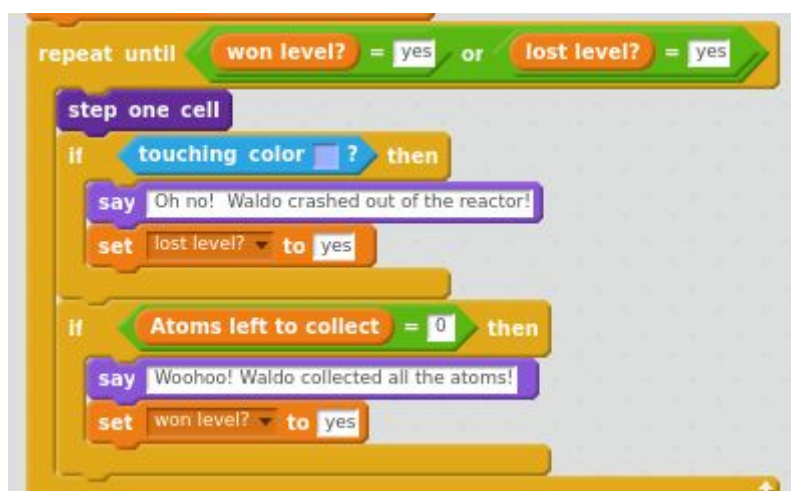 repeat until won level? = yes or lost level? = yes
step one cell
if touching color ? then
say Oh no! Waldo crashed out of the reactor!
set lost level? to yes
if Atoms left to collect = 0 then
say Woohoo! Waldo collected all the atoms!
set won level? to yes